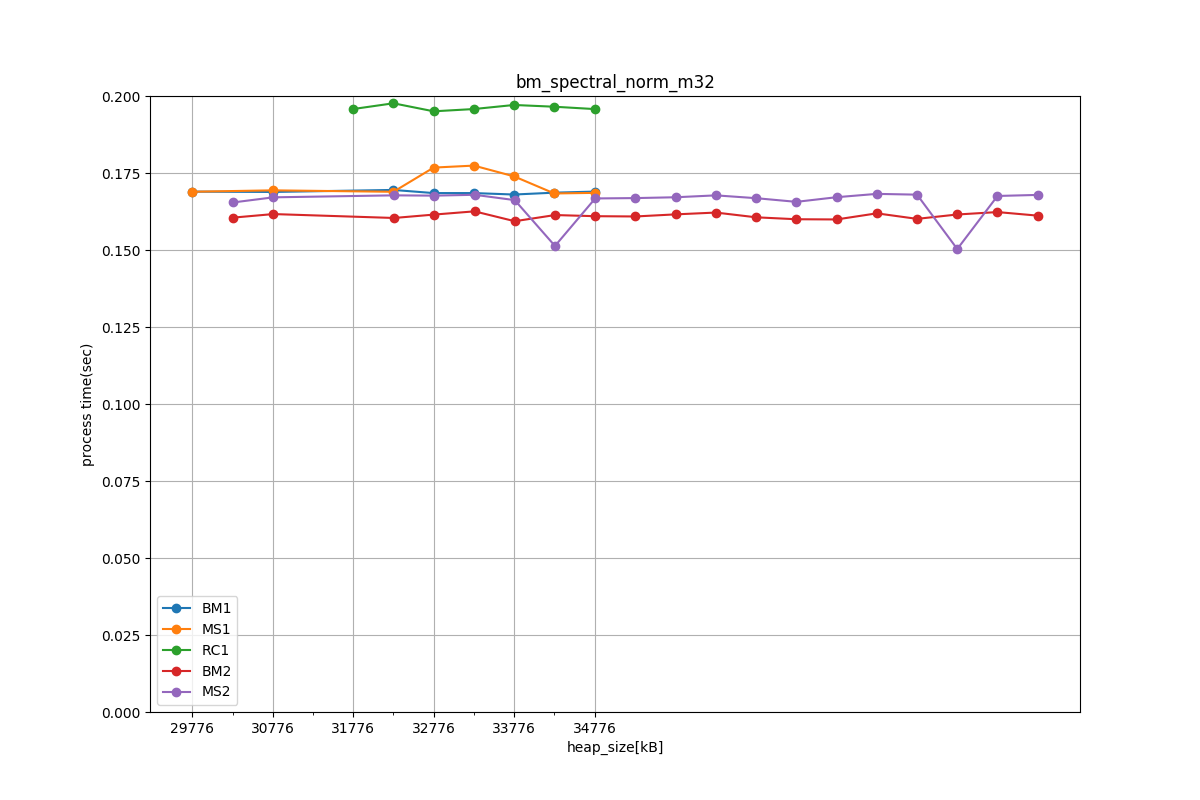 bm_spectral_norm_m32
0.200
0.175
0.150
0.125
0.100
0.075
0.050
0.025
0.000
process time(sec)
BM1
MS1
RC1
BM2
MS2
29776 30776 31776 32776 33776 34776
heap_size[kB]